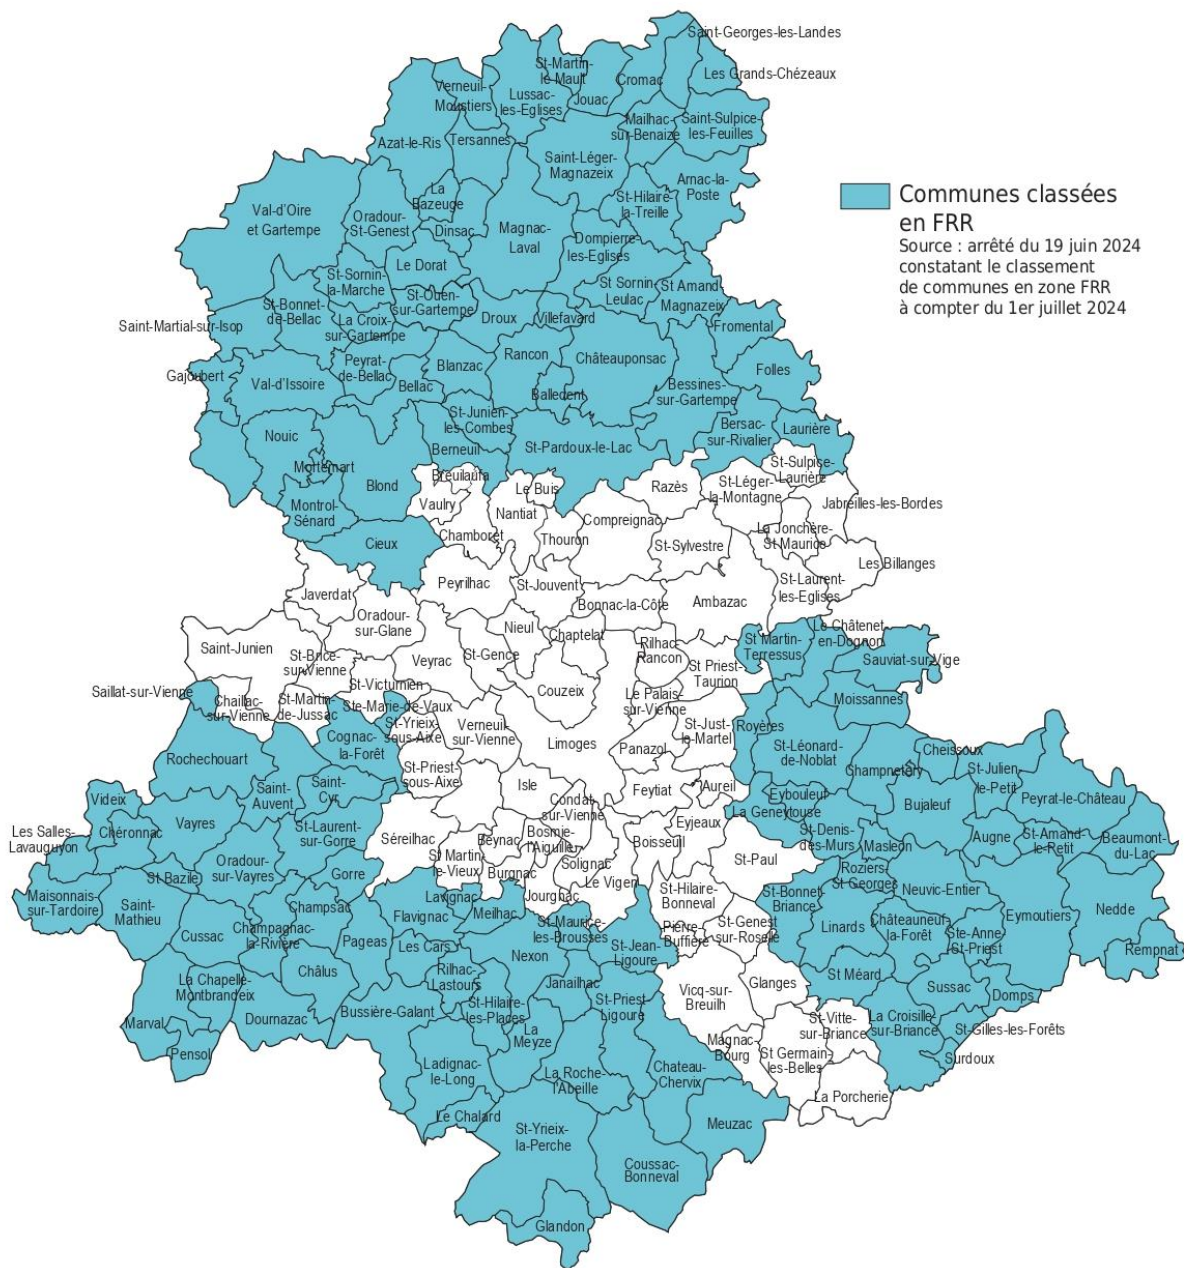 Saint-Georges-les-Landes
St-Martin-
le-Mault
Cromac
Les Grands-Chézeaux
Verneuil-
Moustiers
Lussac-
les-Eglises
Jouac
Mailhac-
sur-Benaize
Saint-Sulpice-
les-Feuilles
Azat-le-Ris
Tersannes
Saint-Léger-
Magnazeix
Arnac-la-
Poste
La
Bazeuge
St-Hilaire-
la-Treille
Val-d'Oire
et Gartempe
Oradour-
St-Genest
Dinsac
Magnac-
Laval
Dompierre-
les-Eglises
Le Dorat
St-Sornin-
la-Marche
St Sornin-
Leulac
St Amand
Magnazeix
St-Ouen-
sur-Gartempe
St-Bonnet-
de-Bellac
Saint-Martial-sur-Isop
La Croix-
sur-Gartempe
Droux
Villefavard
Fromental
Gajoubert
Val-d'Issoire
Peyrat-
de-Bellac
Bellac
Blanzac
Rancon
Châteauponsac
Folles
Balledent
Bessines-
sur-Gartempe
St-Junien-
les-Combes
Bersac-
sur-Rivalier
Laurière
Nouic
Berneuil
St-Pardoux-le-Lac
Mortemart
Blond
Breuilaufa
St-Sulpise-
Laurière
Le Buis
Razès
St-Léger-
la-Montagne
Montrol-
Sénard
Vaulry
Nantiat
Compreignac
Jabreilles-les-Bordes
Cieux
Chamboret
Thouron
St-Sylvestre
La Jonchère-
St-Maurice
Les Billanges
Javerdat
Peyrilhac
St-Jouvent
Bonnac-la-Côte
Ambazac
St-Laurent-
les-Eglises
Oradour-
sur-Glane
Saint-Junien
Nieul
Chaptelat
Rilhac-
Rancon
St Martin-
Terressus
Le Châtenet-
en-Dognon
Sauviat-sur-Vige
St-Brice-
sur-Vienne
Veyrac
St-Gence
St Priest-
Taurion
Saillat-sur-Vienne
Chaillac-
sur-Vienne
St-Martin-
de-Jussac
St-Victurnien
Ste-Marie-de-Vaux
Couzeix
Le Palais-
sur-Vienne
Moissannes
Cognac-
la-Forêt
St-Yrieix-
sous-Aixe
Verneuil-
sur-Vienne
Limoges
Panazol
St-Just-
le-Martel
Royères
St-Léonard-
de-Noblat
Rochechouart
St-Priest-
sous-Aixe
Isle
Feytiat
Aureil
Champnétery
Cheissoux
St-Julien-
le-Petit
Videix
Saint-
Auvent
Saint-
Cyr
Condat-
sur-Vienne
La Geneytouse
Eybouleuf
Bujaleuf
Peyrat-le-Château
Les Salles-
Lavauguyon
Chéronnac
Vayres
St-Laurent-
sur-Gorre
Séreilhac
Beynac
Bosmie-
l'Aiguille
Boisseuil
Eyjeaux
St-Denis-
des-Murs
Masléon
Augne
St-Amand-
le-Petit
Beaumont-
du-Lac
St Bazile
Oradour-
sur-Vayres
Gorre
St Martin-
le-Vieux
Burgnac
Solignac
St-Paul
Roziers-
St-Georges
Maisonnais-
sur-Tardoire
Saint-
Mathieu
Champsac
Lavignac
Jourgnac
Le Vigen
St-Hilaire-
Bonneval
St-Bonnet-
Briance
Neuvic-Entier
Nedde
Cussac
Champagnac-
la-Rivière
Pageas
Flavignac
Meilhac
St-Maurice-
les-Brousses
Pierre-
Buffière
St-Genest
sur-Roselle
Linards
Châteauneuf-
la-Forêt
Ste-Anne-
St-Priest
Eymoutiers
Rempnat
Les Cars
Nexon
St-Jean-
Ligoure
La Chapelle-
Montbrandeix
Châlus
Rilhac-
Lastours
Janailhac
Vicq-sur-
Breuilh
Glanges
St Méard
Sussac
Domps
Marval
Dournazac
Bussière-Galant
St-Hilaire-
les-Places
St-Priest
Ligoure
St-Vitte-
sur-Briance
La Croisille-
sur-Briance
St-Gilles-les-Forêts
Pensol
La
Meyze
Magnac-
Bourg
St Germain-
les-Belles
Surdoux
Ladignac-
le-Long
La Roche-
l'Abeille
Chateau-
Chervix
La Porcherie
Le Chalard
St-Yrieix-
la-Perche
Meuzac
Coussac-
Bonneval
Glandon
Communes classées
en FRR
Source : arrêté du 19 juin 2024
constatant le classement
de communes en zone FRR
à compter du 1er juillet 2024